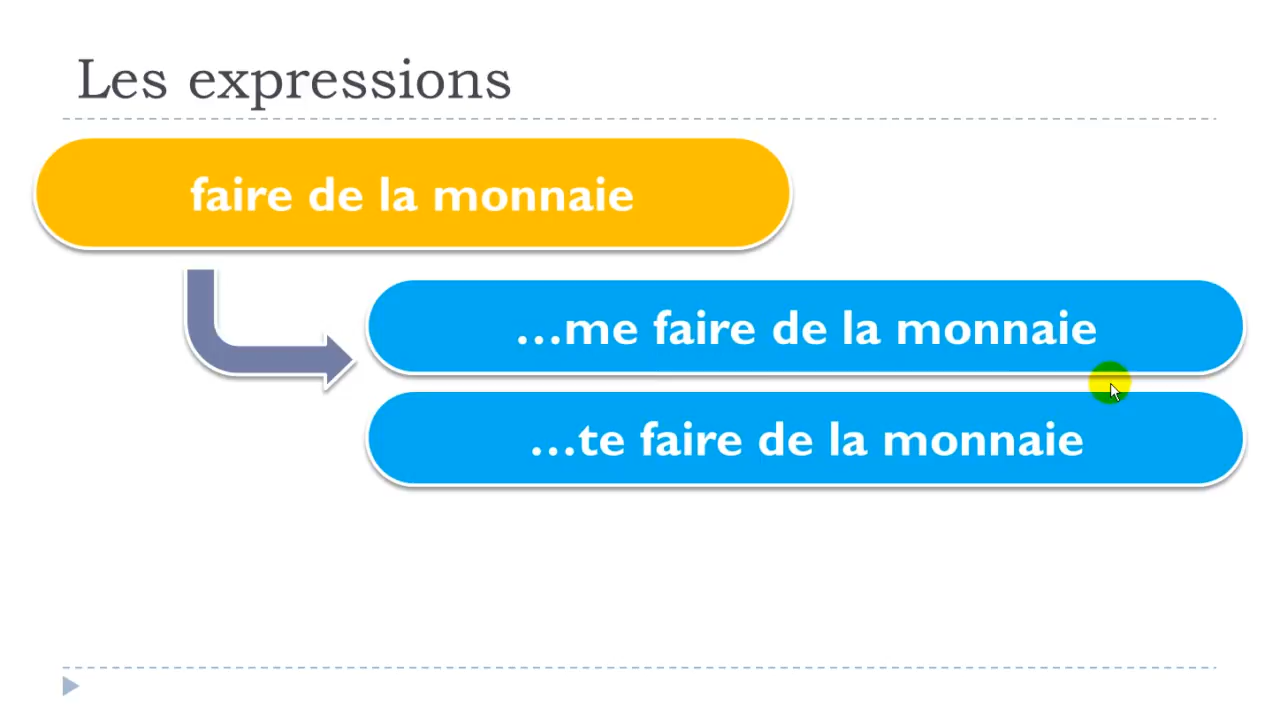 Les expressions
faire de la monnaie
...me faire de la monnaie
...te faire de la monnaie